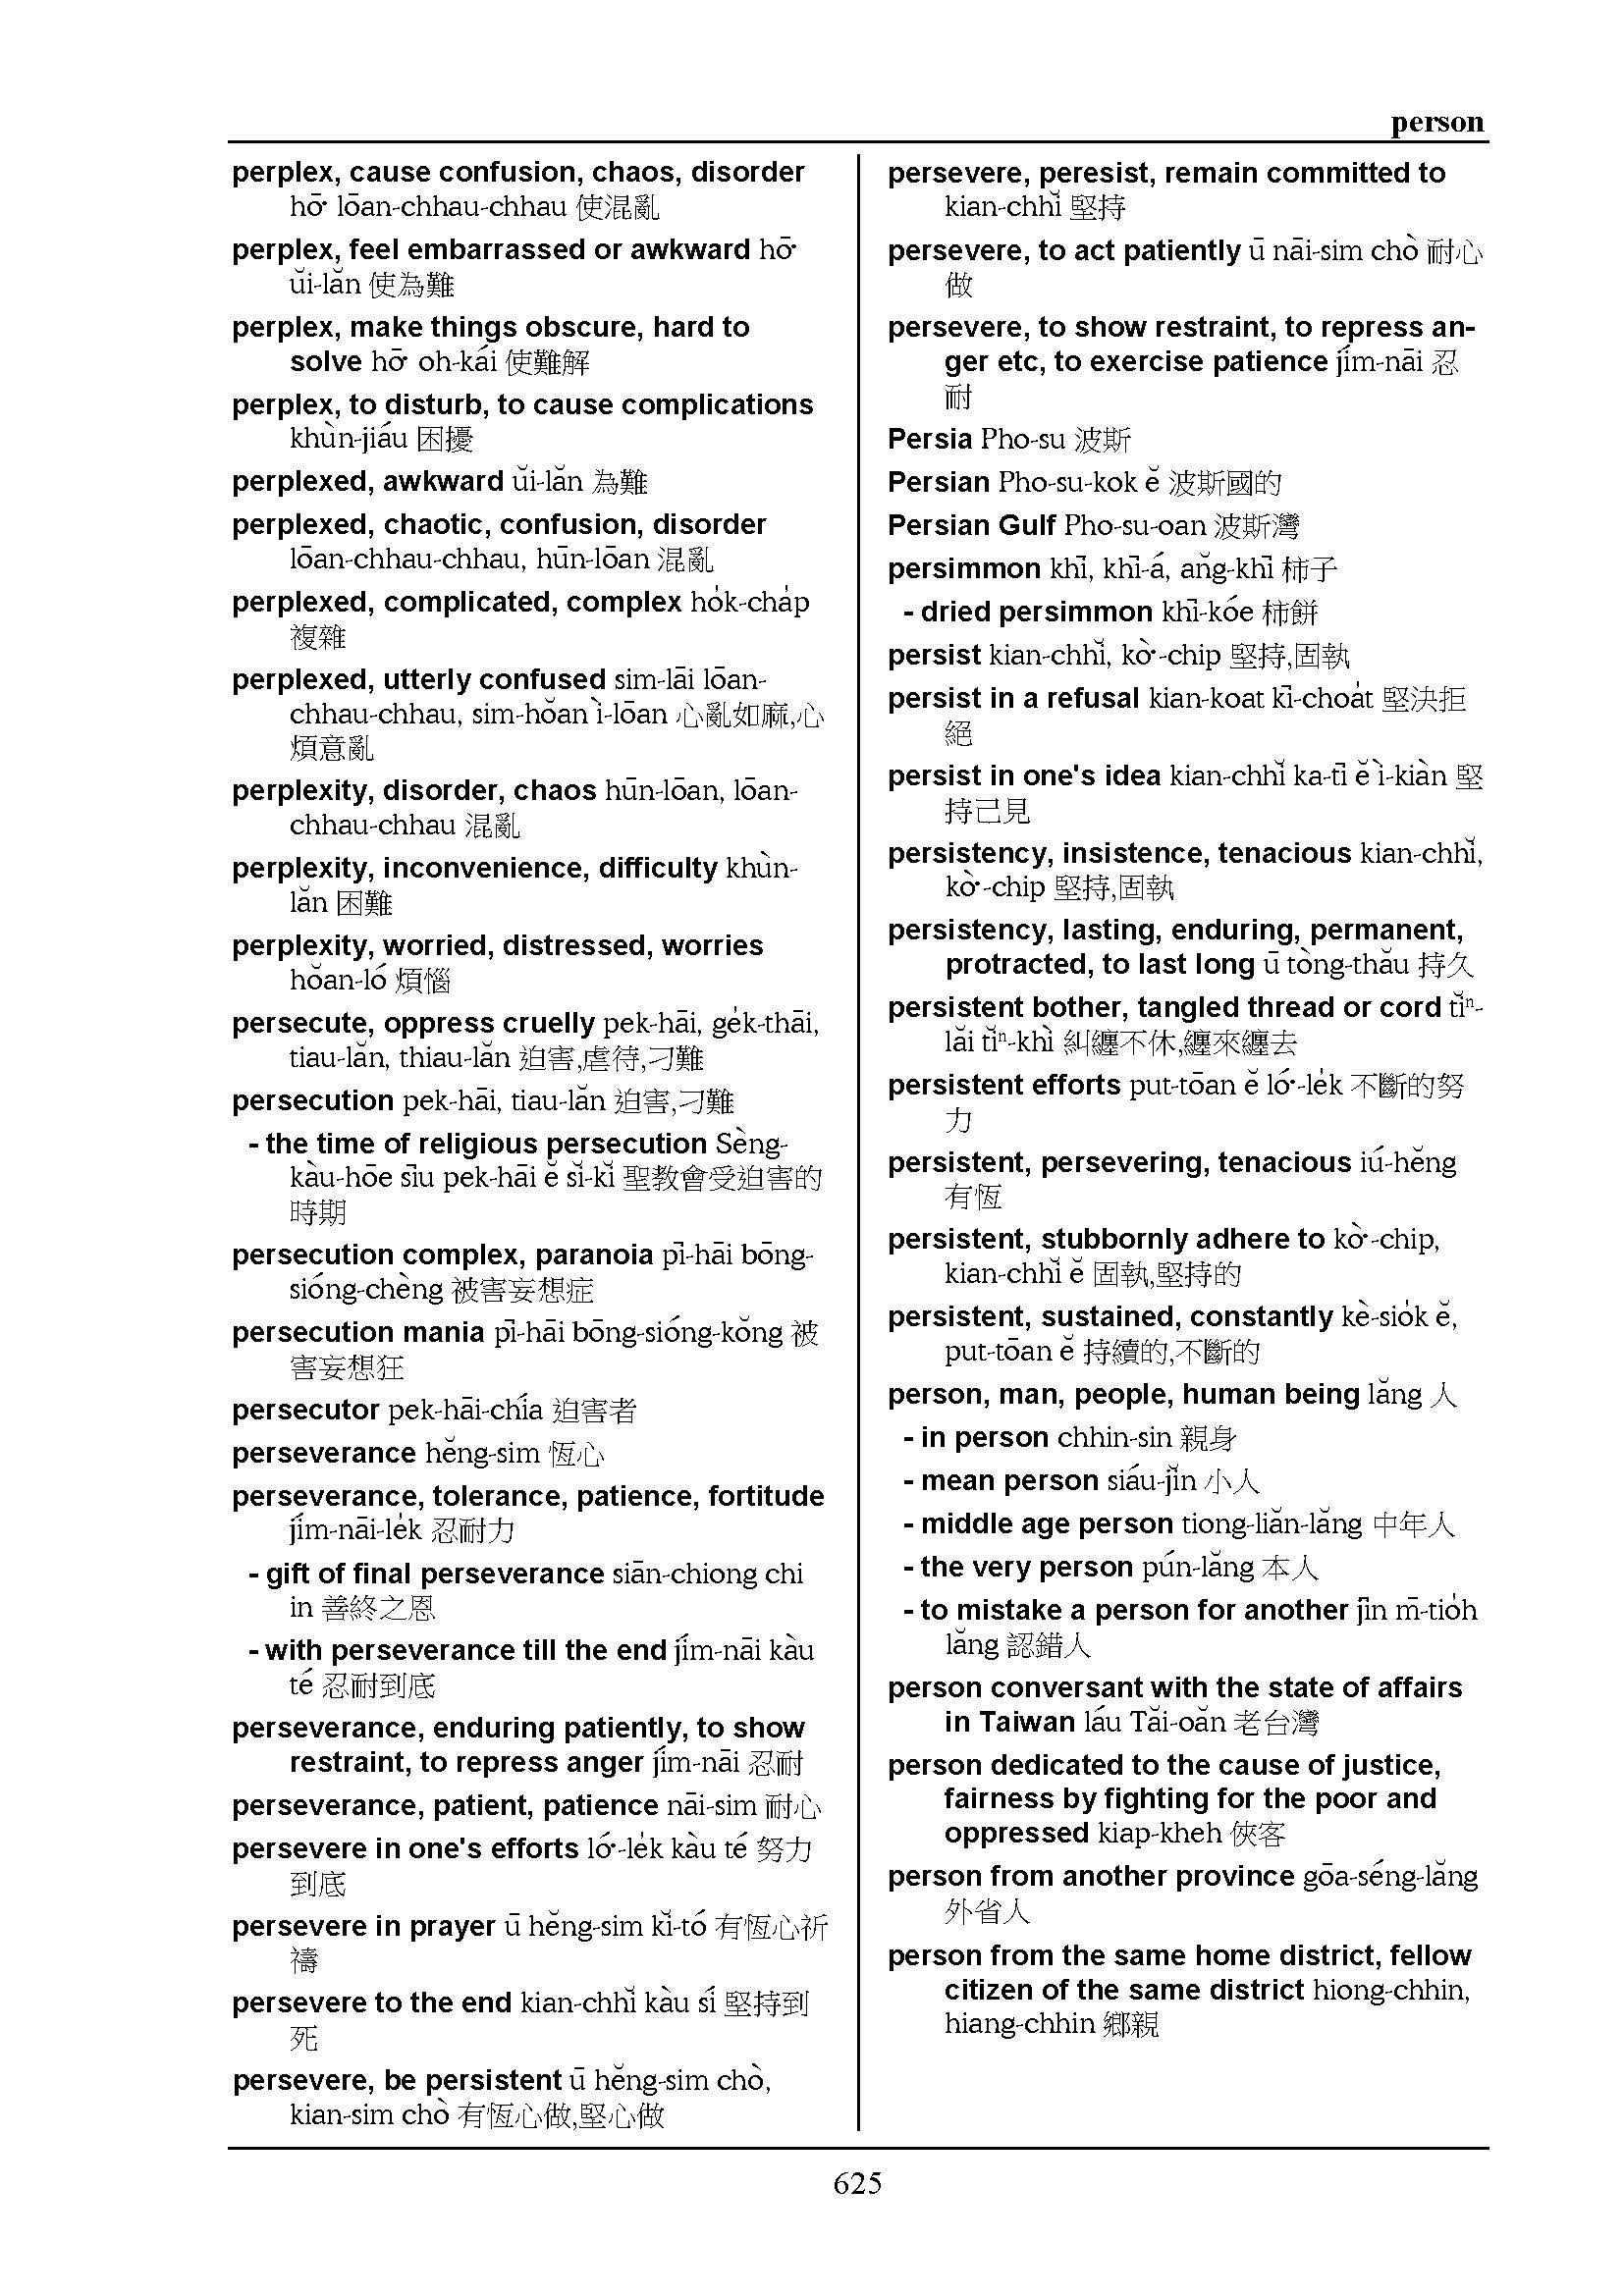 person
perplex, cause confusion, chaos, disorder
hō͘ lōan-chhau-chhau 使混亂
perplex, feel embarrassed or awkward hō͘
ŭi-lăn 使為難
perplex, make things obscure, hard to
solve hō͘ oh-kái 使難解
perplex, to disturb, to cause complications
khùn-jiáu 困擾
perplexed, awkward ŭi-lăn 為難
perplexed, chaotic, confusion, disorder
lōan-chhau-chhau, hūn-lōan 混亂
perplexed, complicated, complex ho̍k-cha̍p
複雜
perplexed, utterly confused sim-lāi lōan-
chhau-chhau, sim-hŏan ì-lōan 心亂如麻,心
煩意亂
perplexity, disorder, chaos hūn-lōan, lōan-
chhau-chhau 混亂
perplexity, inconvenience, difficulty khùn-
lăn 困難
perplexity, worried, distressed, worries
hŏan-ló 煩惱
persecute, oppress cruelly pek-hāi, ge̍k-thāi,
tiau-lăn, thiau-lăn 迫害,虐待,刁難
persecution pek-hāi, tiau-lăn 迫害,刁難
- the time of religious persecution Sèng-
kàu-hōe sīu pek-hāi ĕ sĭ-kĭ 聖教會受迫害的
時期
persecution complex, paranoia pī-hāi bōng-
sióng-chèng 被害妄想症
persecution mania pī-hāi bōng-sióng-kŏng 被
害妄想狂
persecutor pek-hāi-chía 迫害者
perseverance hĕng-sim 恆心
perseverance, tolerance, patience, fortitude
jím-nāi-le̍k 忍耐力
- gift of final perseverance siān-chiong chi
in 善終之恩
- with perseverance till the end jím-nāi kàu
té 忍耐到底
perseverance, enduring patiently, to show
restraint, to repress anger jím-nāi 忍耐
perseverance, patient, patience nāi-sim 耐心
persevere in one's efforts ló͘-le̍k kàu té 努力
到底
persevere in prayer ū hĕng-sim kĭ-tó 有恆心祈
禱
persevere to the end kian-chhĭ kàu sí 堅持到
死
persevere, be persistent ū hĕng-sim chò,
kian-sim chò 有恆心做,堅心做
persevere, peresist, remain committed to
kian-chhĭ 堅持
persevere, to act patiently ū nāi-sim chò 耐心
做
persevere, to show restraint, to repress an-
ger etc, to exercise patience jím-nāi 忍
耐
Persia Pho-su 波斯
Persian Pho-su-kok ĕ 波斯國的
Persian Gulf Pho-su-oan 波斯灣
persimmon khī, khī-á, ăng-khī 柿子
- dried persimmon khī-kóe 柿餅
persist kian-chhĭ, kò͘-chip 堅持,固執
persist in a refusal kian-koat kī-choa̍t 堅決拒
絕
persist in one's idea kian-chhĭ ka-tī ĕ ì-kiàn 堅
持己見
persistency, insistence, tenacious kian-chhĭ,
kò͘-chip 堅持,固執
persistency, lasting, enduring, permanent,
protracted, to last long ū tòng-thău 持久
persistent bother, tangled thread or cord tĭⁿ-
lăi tĭⁿ-khì 糾纏不休,纏來纏去
persistent efforts put-tōan ĕ ló͘-le̍k 不斷的努
力
persistent, persevering, tenacious iú-hĕng
有恆
persistent, stubbornly adhere to kò͘-chip,
kian-chhĭ ĕ 固執,堅持的
persistent, sustained, constantly kè-sio̍k ĕ,
put-tōan ĕ 持續的,不斷的
person, man, people, human being lăng 人
- in person chhin-sin 親身
- mean person siáu-jĭn 小人
- middle age person tiong-liăn-lăng 中年人
- the very person pún-lăng 本人
- to mistake a person for another jīn m̄-tio̍h
lăng 認錯人
person conversant with the state of affairs
in Taiwan láu Tăi-oăn 老台灣
person dedicated to the cause of justice,
fairness by fighting for the poor and
oppressed kiap-kheh 俠客
person from another province gōa-séng-lăng
外省人
person from the same home district, fellow
citizen of the same district hiong-chhin,
hiang-chhin 鄉親
625